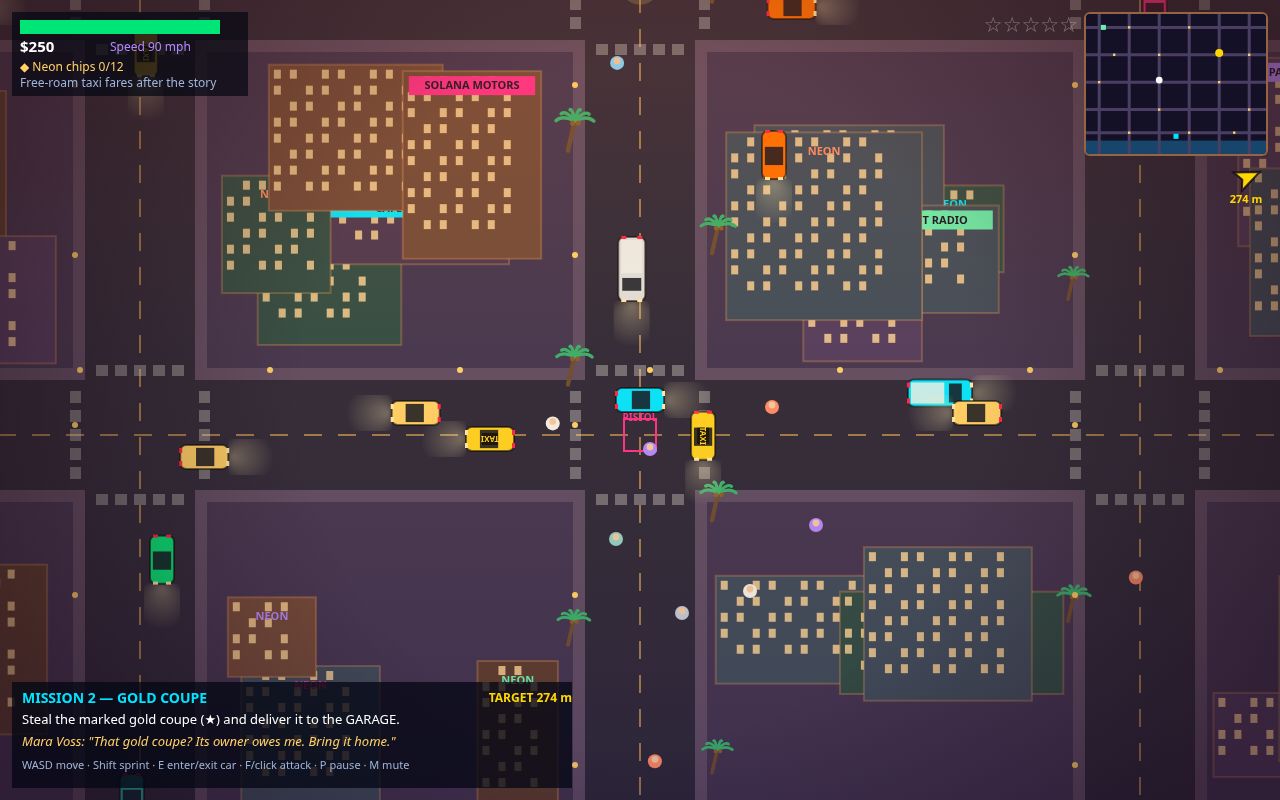 $250
Speed 90 mph
◆ Neon chips 0/12
Free-roam taxi fares after the story
☆☆☆☆☆
SOLANA MOTORS
NEON
T RADIO
274 m
PISTOL
TAXI
TAXI
NEON
NEON
MISSION 2 — GOLD COUPE
TARGET 274 m
Steal the marked gold coupe (★) and deliver it to the GARAGE.
Mara Voss: "That gold coupe? Its owner owes me. Bring it home."
WASD move · Shift sprint · E enter/exit car · F/click attack · P pause · M mute